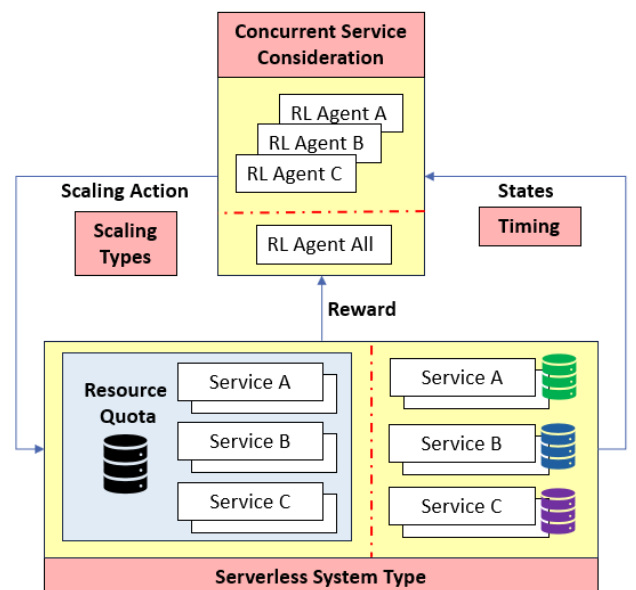 Concurrent Service
Consideration
RL Agent A
RL Agent B
RL Agent C
RL Agent All
Scaling Action
Scaling
Types
States
Timing
Reward
Resource
Quota
Service A
Service B
Service C
Service A
Service B
Service C
Serverless System Type